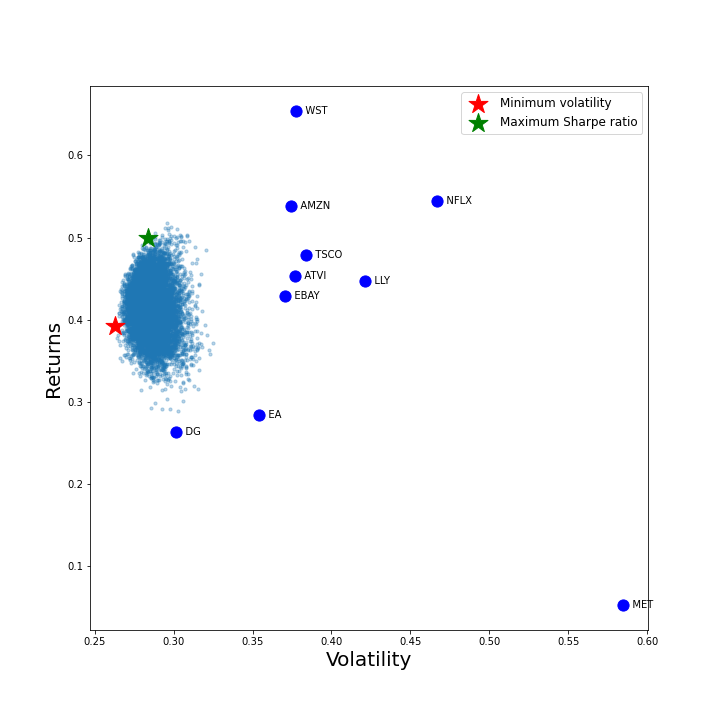 Minimum volatility
Maximum Sharpe ratio
WST
AMZN
NFLX
TSCO
ATVI
LLY
EBAY
EA
DG
MET
Returns
0.6
0.5
0.4
0.3
0.2
0.1
0.25 0.30 0.35 0.40 0.45 0.50 0.55 0.60
Volatility